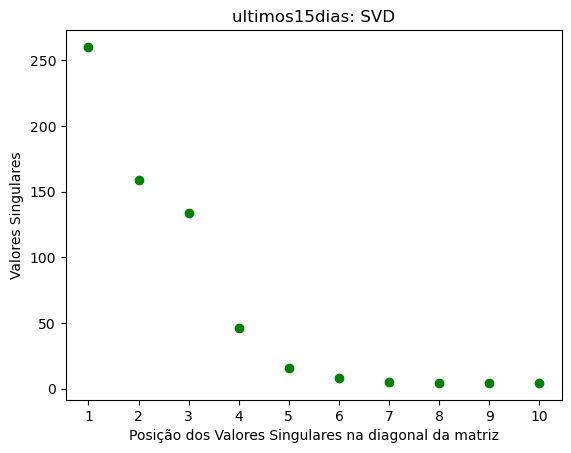 ultimos15dias: SVD
250
200
150
100
50
0
Valores Singulares
1 2 3 4 5 6 7 8 9 10
Posição dos Valores Singulares na diagonal da matriz